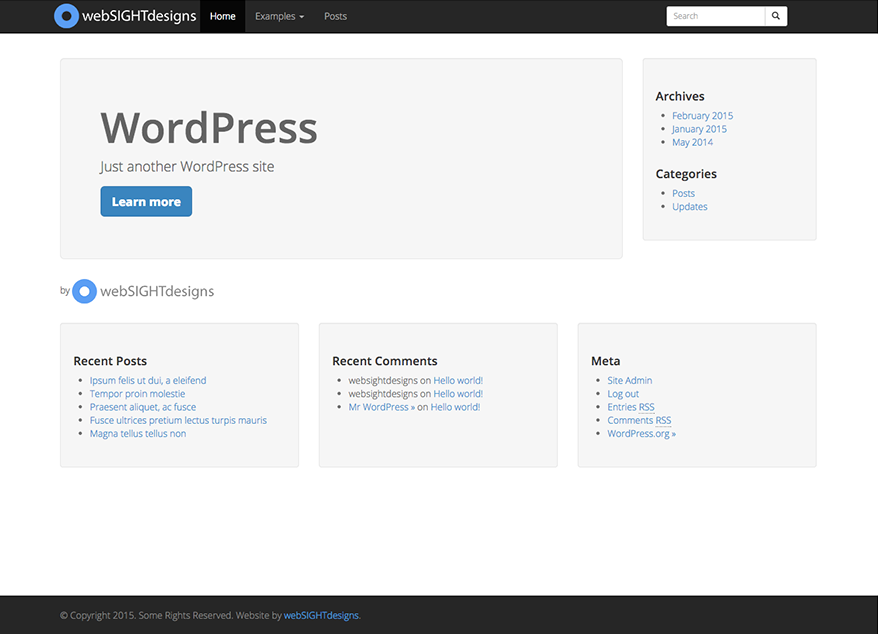 webSIGHTdesigns Home Examples Posts Search
WordPress
Just another WordPress site
Learn more
Archives
February 2015
January 2015
May 2014
Categories
Posts
Updates
by webSIGHTdesigns
Recent Posts
Ipsum felis ut dui, a eleifend
Tempor proin molestie
Praesent aliquet, ac fusce
Fusce ultrices pretium lectus turpis mauris
Magna tellus tellus non
Recent Comments
websightdesigns on Hello world!
websightdesigns on Hello world!
Mr WordPress » on Hello world!
Meta
Site Admin
Log out
Entries RSS
Comments RSS
WordPress.org »
© Copyright 2015. Some Rights Reserved. Website by webSIGHTdesigns.